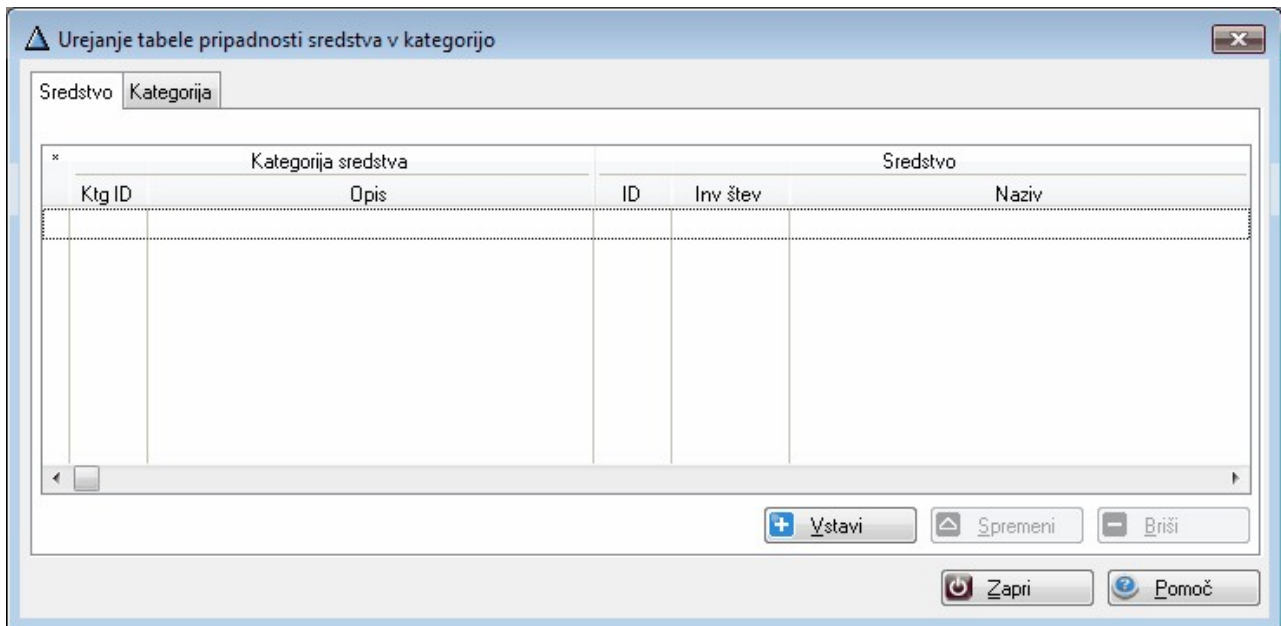 Urejanje tabele pripadnosti sredstva v kategorijo
Sredstvo Kategorija
* Kategorija sredstva Sredstvo
Ktg ID Opis ID Inv štev Naziv
Vstavi Spremeni Briši
Zapri Pomoč